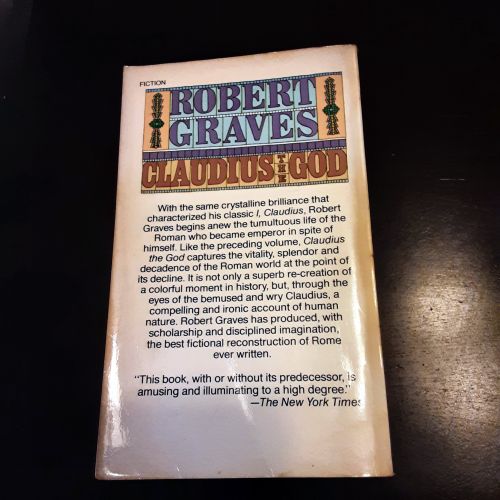 FICTION
ROBERT
GRAVES
CLAUDIUS THE GOD
With the same crystalline brilliance that
characterized his classic I, Claudius, Robert
Graves begins anew the tumultuous life of the
Roman who became emperor in spite of
himself. Like the preceding volume, Claudius
the God captures the vitality, splendor and
decadence of the Roman world at the point of
its decline. It is not only a superb re-creation of
a colorful moment in history, but, through the
eyes of the bemused and wry Claudius, a
compelling and ironic account of human
nature. Robert Graves has produced, with
scholarship and disciplined imagination,
the best fictional reconstruction of Rome
ever written.
"This book, with or without its predecessor, is
amusing and illuminating to a high degree."
—The New York Times